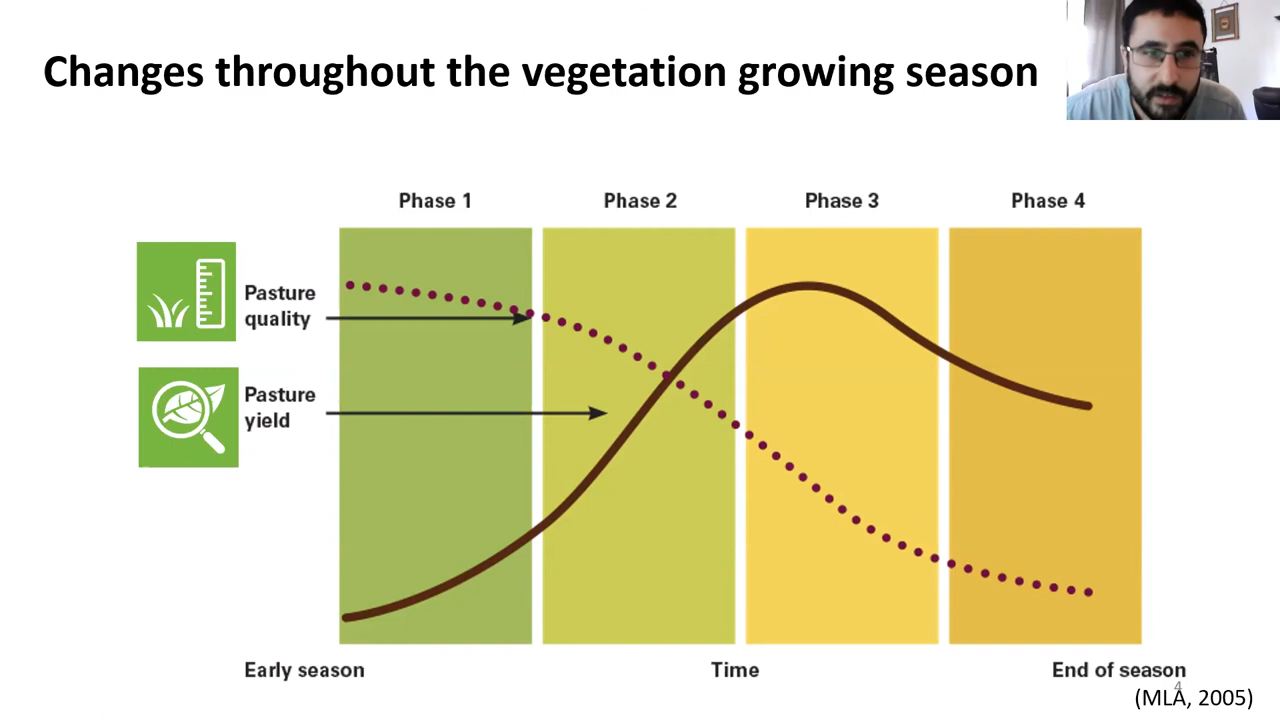 Changes throughout the vegetation growing season
Phase 1
Phase 2
Phase 3
Phase 4
Pasture
quality
Pasture
yield
Early season
Time
End of season
4
(MLA, 2005)